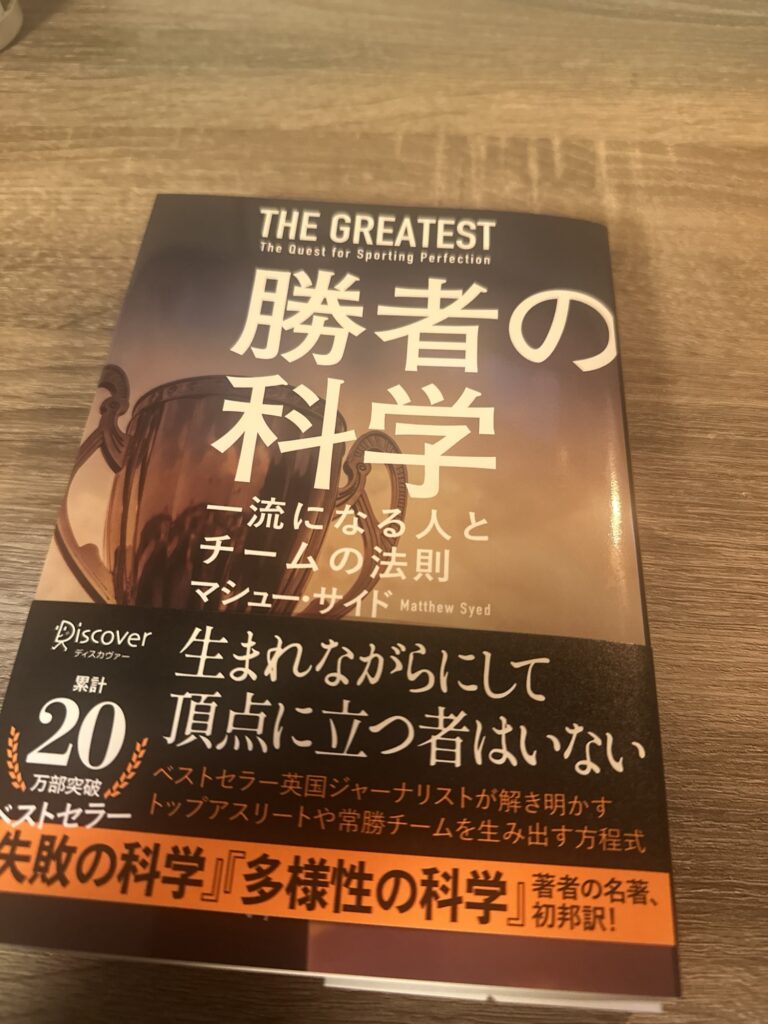 THE GREATEST
The Quest for Sporting Perfection
勝者の
科学
一流になる人と
チームの法則
マシュー・サイド Matthew Syed
Discover
ディスカヴァー
累計
20
万部突破
ベストセラー
生まれながらにして
頂点に立つ者はいない
ベストセラー英国ジャーナリストが解き明かす
トップアスリートや常勝チームを生み出す方程式
失敗の科学』『多様性の科学』
著者の名著、
初邦訳!